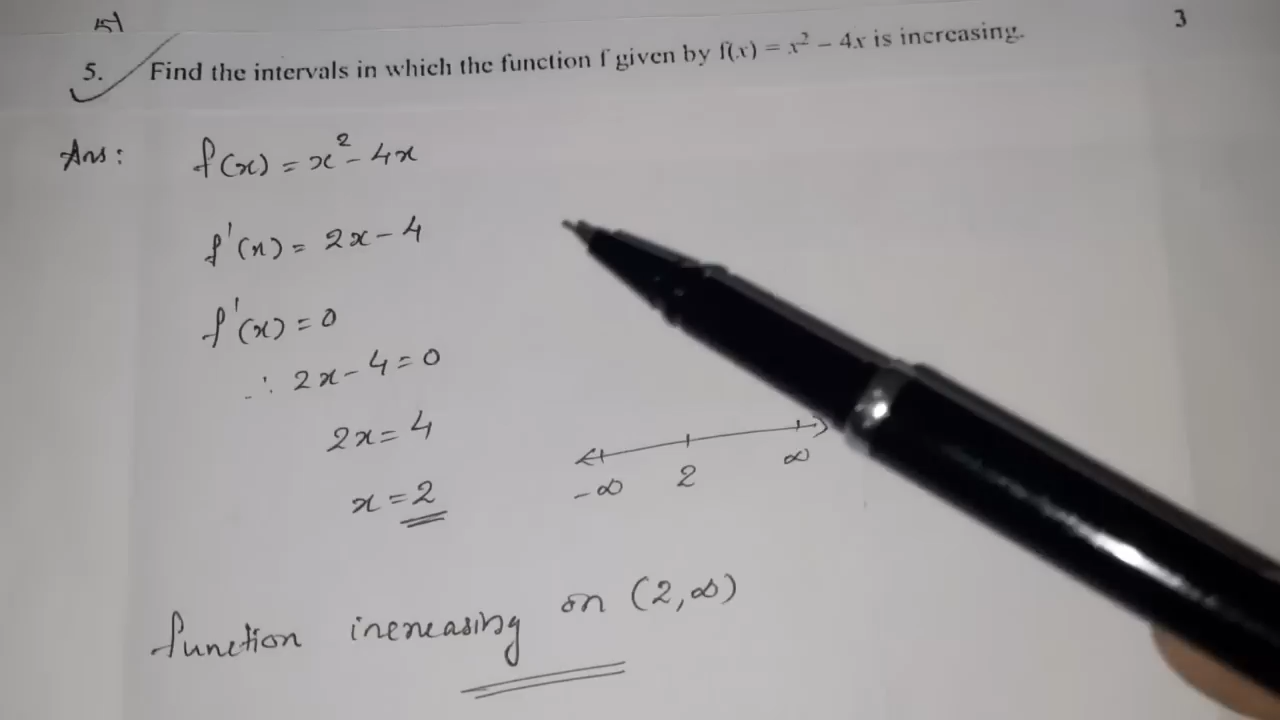 15)
3
5. Find the intervals in which the function f given by f(x) = x² – 4x is increasing.
Ans: f(x) = x² - 4x
f'(x) = 2x - 4
f'(x) = 0
∴ 2x - 4 = 0
2x = 4
x = 2
-∞ 2 ∞
function increasing on (2, ∞)